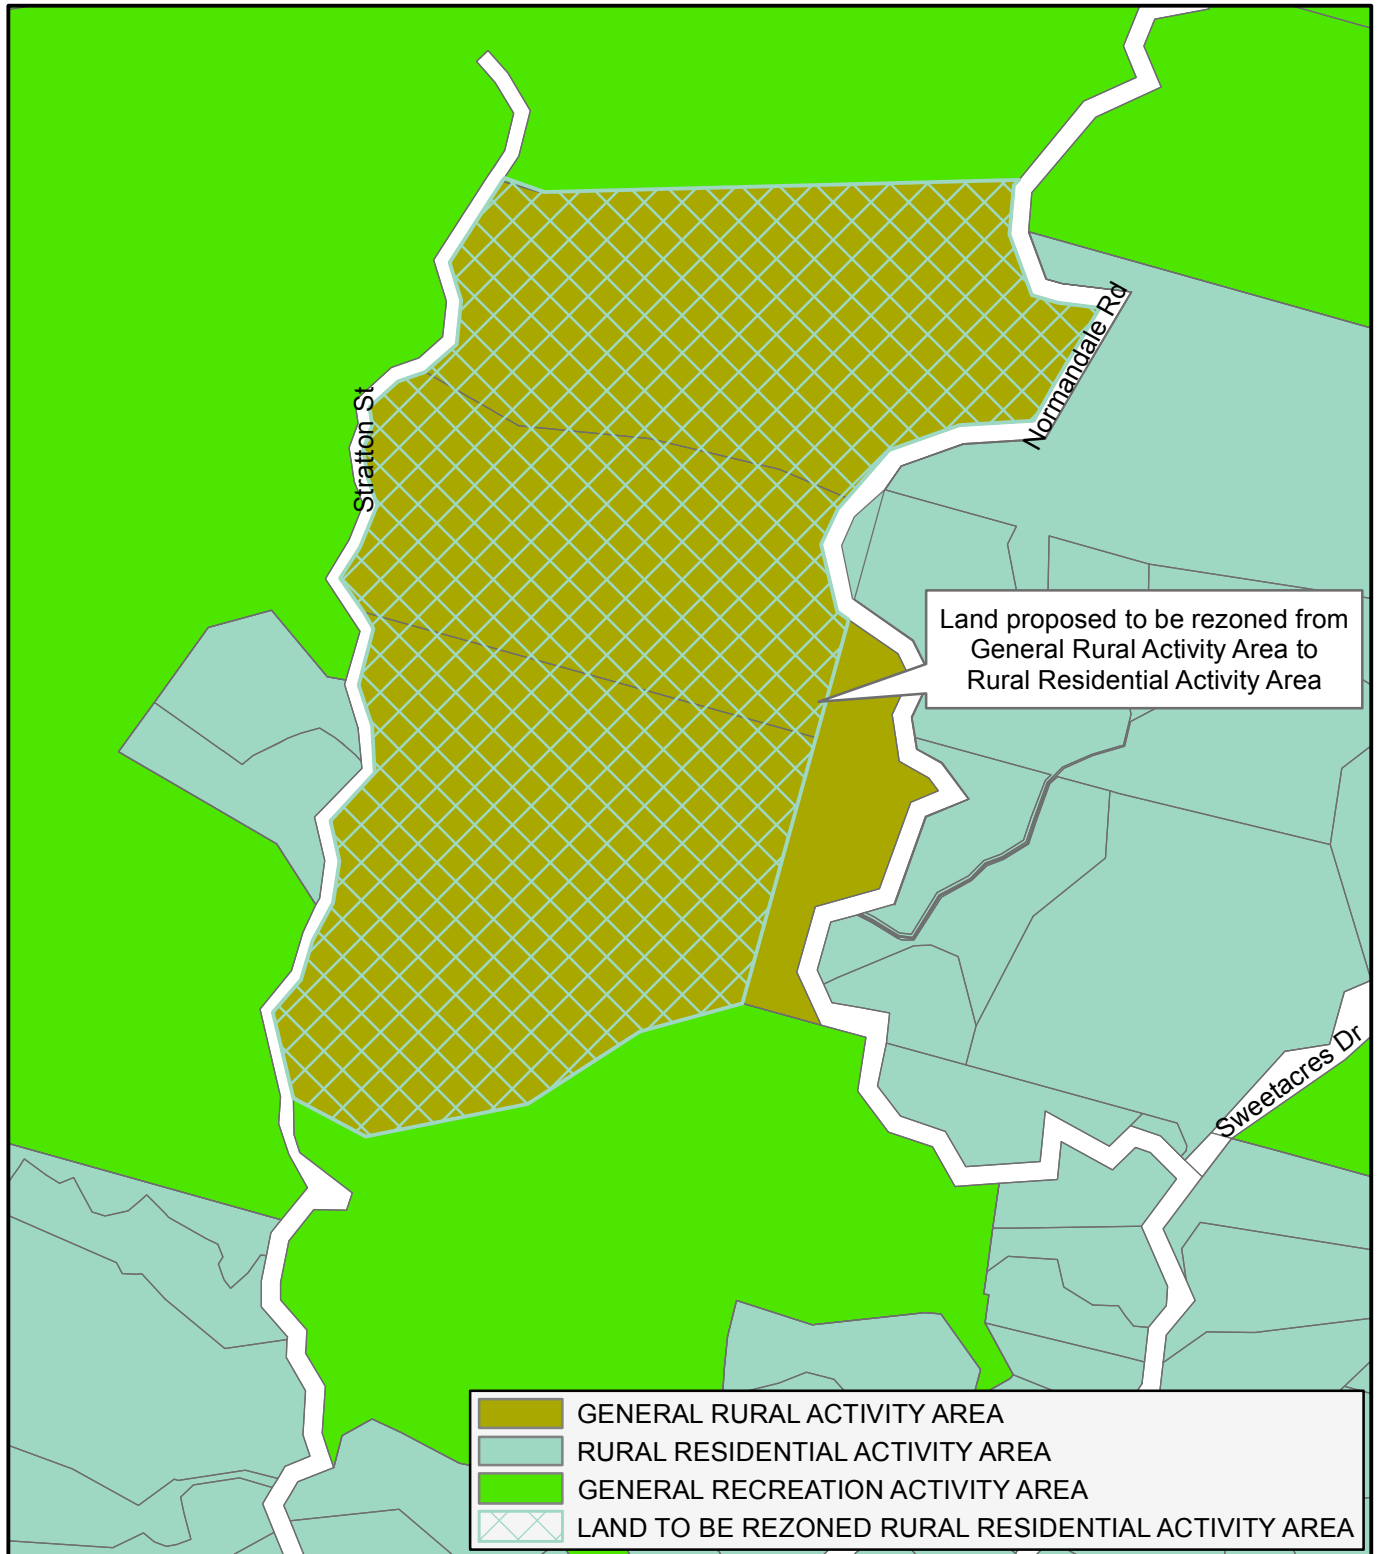 Normandale Rd
Stratton St
Land proposed to be rezoned from
General Rural Activity Area to
Rural Residential Activity Area
Sweetacres Dr
GENERAL RURAL ACTIVITY AREA
RURAL RESIDENTIAL ACTIVITY AREA
GENERAL RECREATION ACTIVITY AREA
LAND TO BE REZONED RURAL RESIDENTIAL ACTIVITY AREA